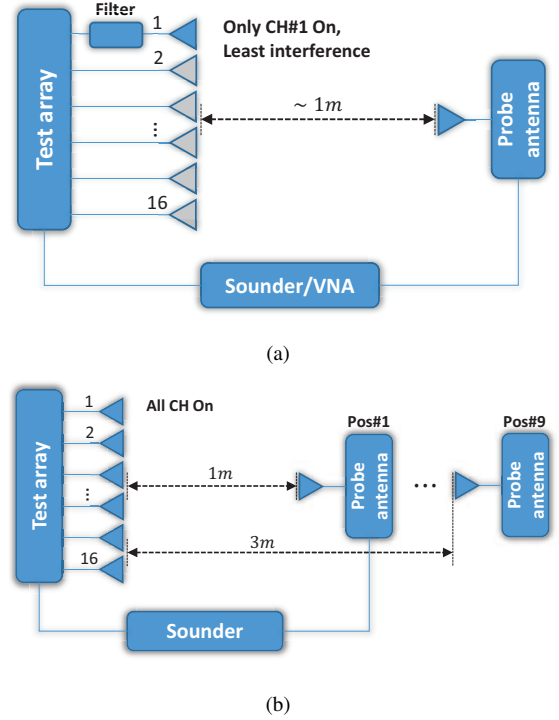 Filter
1
Only CH#1 On,
Least interference
2
Test array
~ 1m
Probe
antenna
...
16
Sounder/VNA
(a)
1
All CH On
2
Pos#1
Pos#9
Test array
1m
Probe
antenna
...
Probe
antenna
...
3m
16
Sounder
(b)